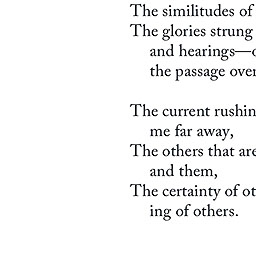 The similitudes of
The glories strung
and hearings—
the passage over
The current rushin
me far away,
The others that are
and them,
The certainty of ot
ing of others.